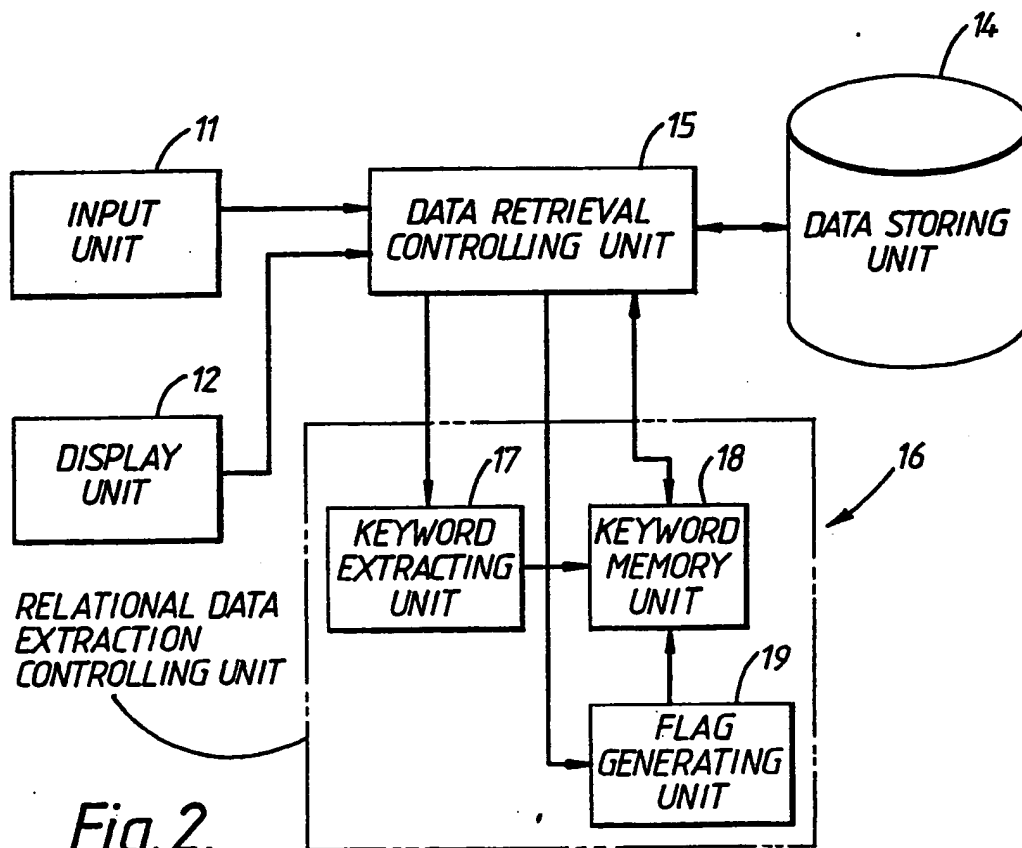 14
11
15
INPUT
UNIT
DATA RETRIEVAL
CONTROLLING UNIT
DATA STORING
UNIT
12
DISPLAY
UNIT
17
18
16
KEYWORD
EXTRACTING
UNIT
KEYWORD
MEMORY
UNIT
RELATIONAL DATA
EXTRACTION
CONTROLLING UNIT
19
FLAG
GENERATING
UNIT
Fig. 2.